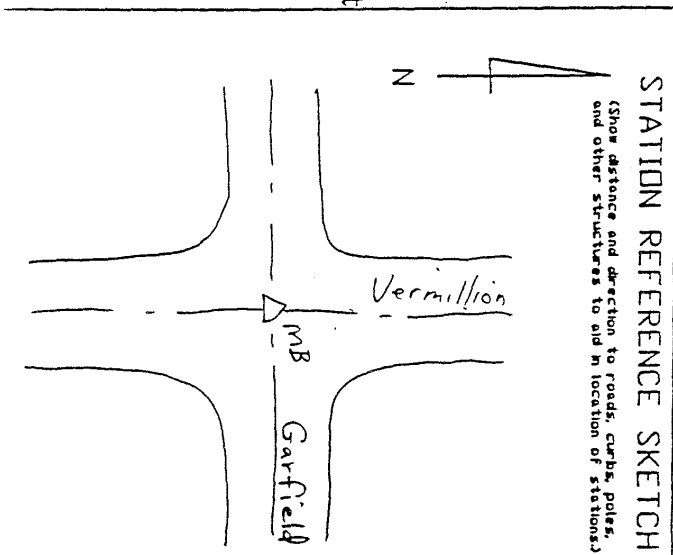 STATION REFERENCE SKETCH
(Show distance and direction to roads, curbs, poles,
and other structures to aid in location of stations.)
N
Vermillion
MB
Garfield